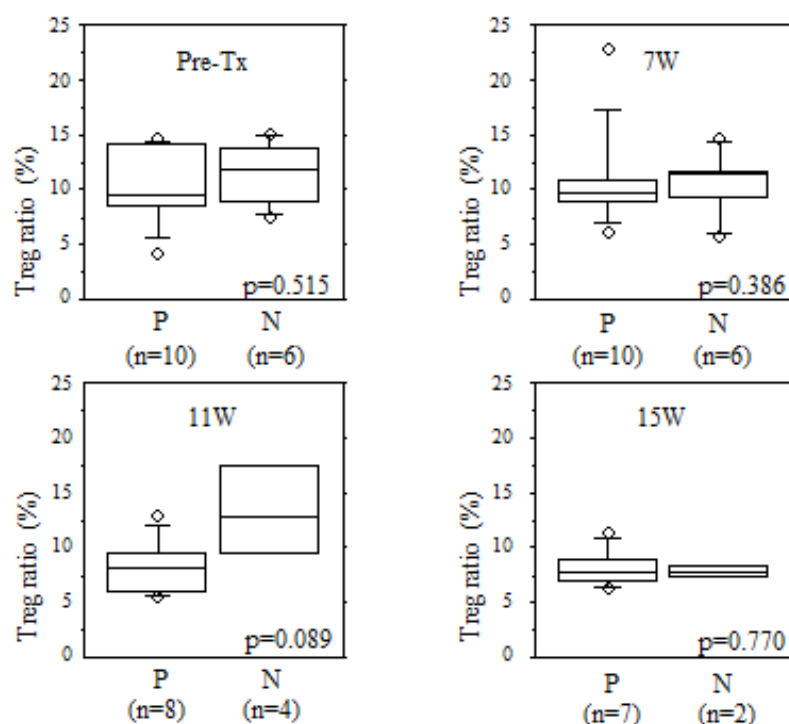 25
20
15
10
5
0
Treg ratio (%)
Pre-Tx
p=0.515
P
N
(n=10)
(n=6)
25
20
15
10
5
0
Treg ratio (%)
7W
p=0.386
P
N
(n=10)
(n=6)
25
20
15
10
5
0
Treg ratio (%)
11W
p=0.089
P
N
(n=8)
(n=4)
25
20
15
10
5
0
Treg ratio (%)
15W
p=0.770
P
N
(n=7)
(n=2)